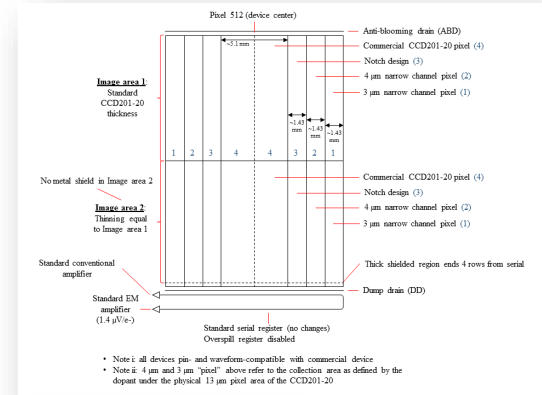 Pixel 512 (device center)
Anti-blooming drain (ABD)
~5.1 mm
Commercial CCD201-20 pixel (4)
Notch design (3)
Image area 1:
Standard
CCD201-20
thickness
4 μm narrow channel pixel (2)
3 μm narrow channel pixel (1)
~1.43
mm
~1.43
mm
~1.43
mm
1 2 3 4 4 3 2 1
Commercial CCD201-20 pixel (4)
No metal shield in Image area 2
Notch design (3)
Image area 2:
Thinning equal
to Image area 1
4 μm narrow channel pixel (2)
3 μm narrow channel pixel (1)
Standard conventional
amplifier
Thick shielded region ends 4 rows from serial
Dump drain (DD)
Standard EM
amplifier
(1.4 μV/e-)
Standard serial register (no changes)
Overspill register disabled
• Note i: all devices pin- and waveform-compatible with commercial device
• Note ii: 4 μm and 3 μm “pixel” above refer to the collection area as defined by the
dopant under the physical 13 μm pixel area of the CCD201-20